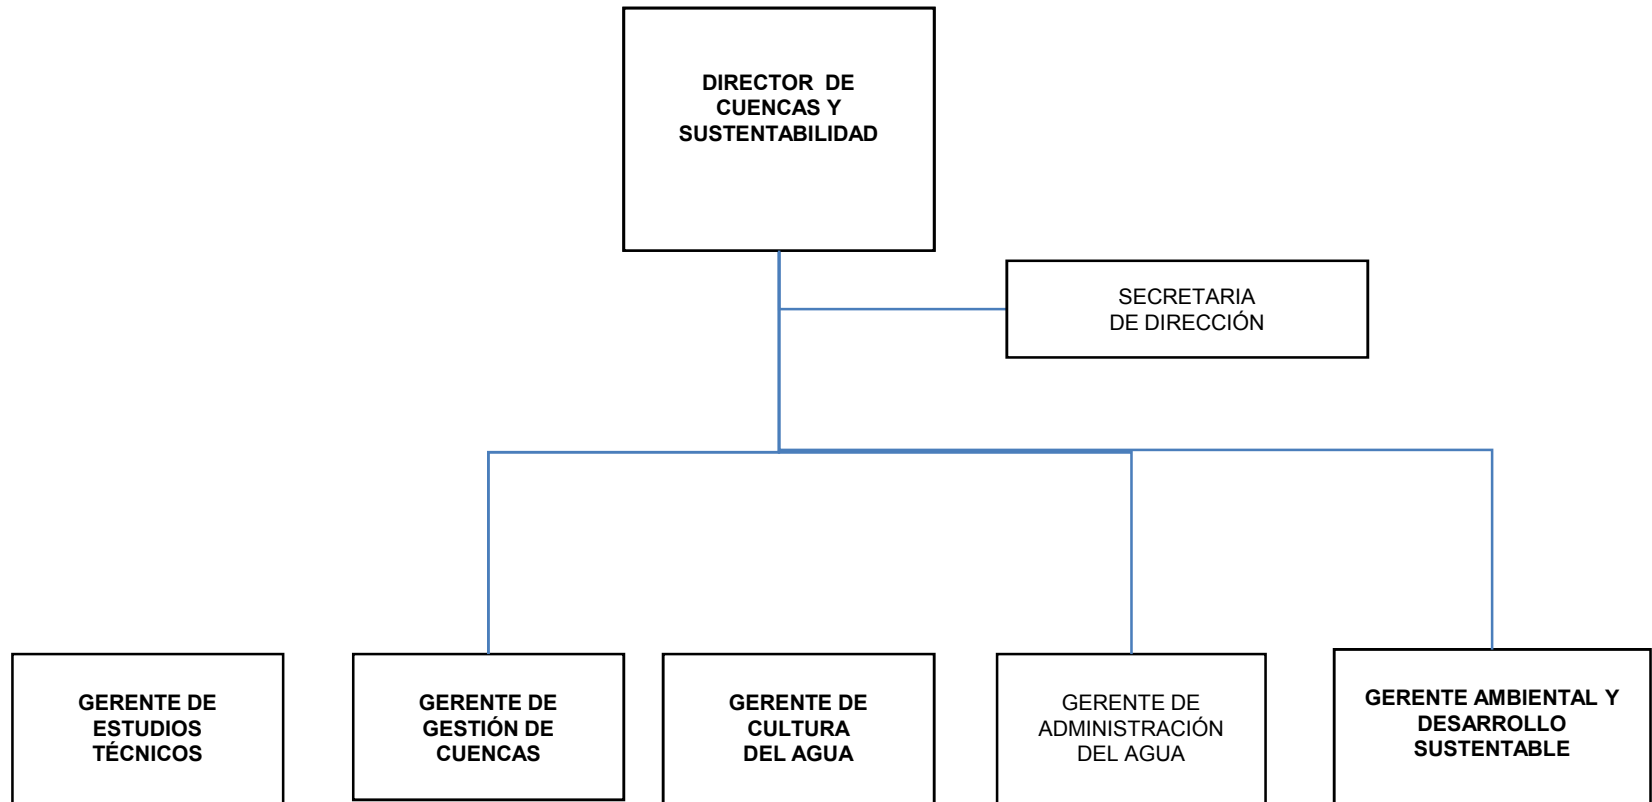 DIRECTOR DE
CUENCAS Y
SUSTENTABILIDAD
SECRETARIA
DE DIRECCIÓN
GERENTE DE
ESTUDIOS
TÉCNICOS
GERENTE DE
GESTIÓN DE
CUENCAS
GERENTE DE
CULTURA
DEL AGUA
GERENTE DE
ADMINISTRACIÓN
DEL AGUA
GERENTE AMBIENTAL Y
DESARROLLO
SUSTENTABLE